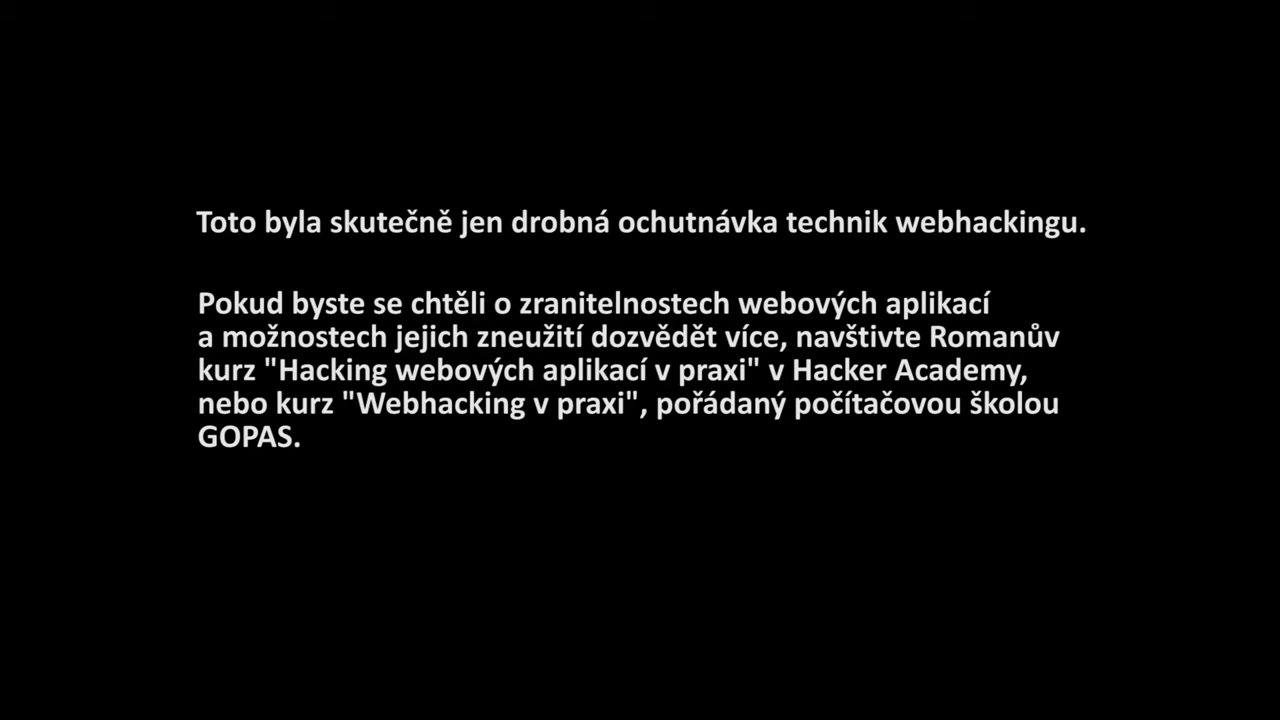 Toto byla skutečně jen drobná ochutnávka technik webhackingu.
Pokud byste se chtěli o zranitelnostech webových aplikací
a možnostech jejich zneužití dozvědět více, navštivte Romanův
kurz "Hacking webových aplikací v praxi" v Hacker Academy,
nebo kurz "Webhacking v praxi", pořádaný počítačovou školou
GOPAS.